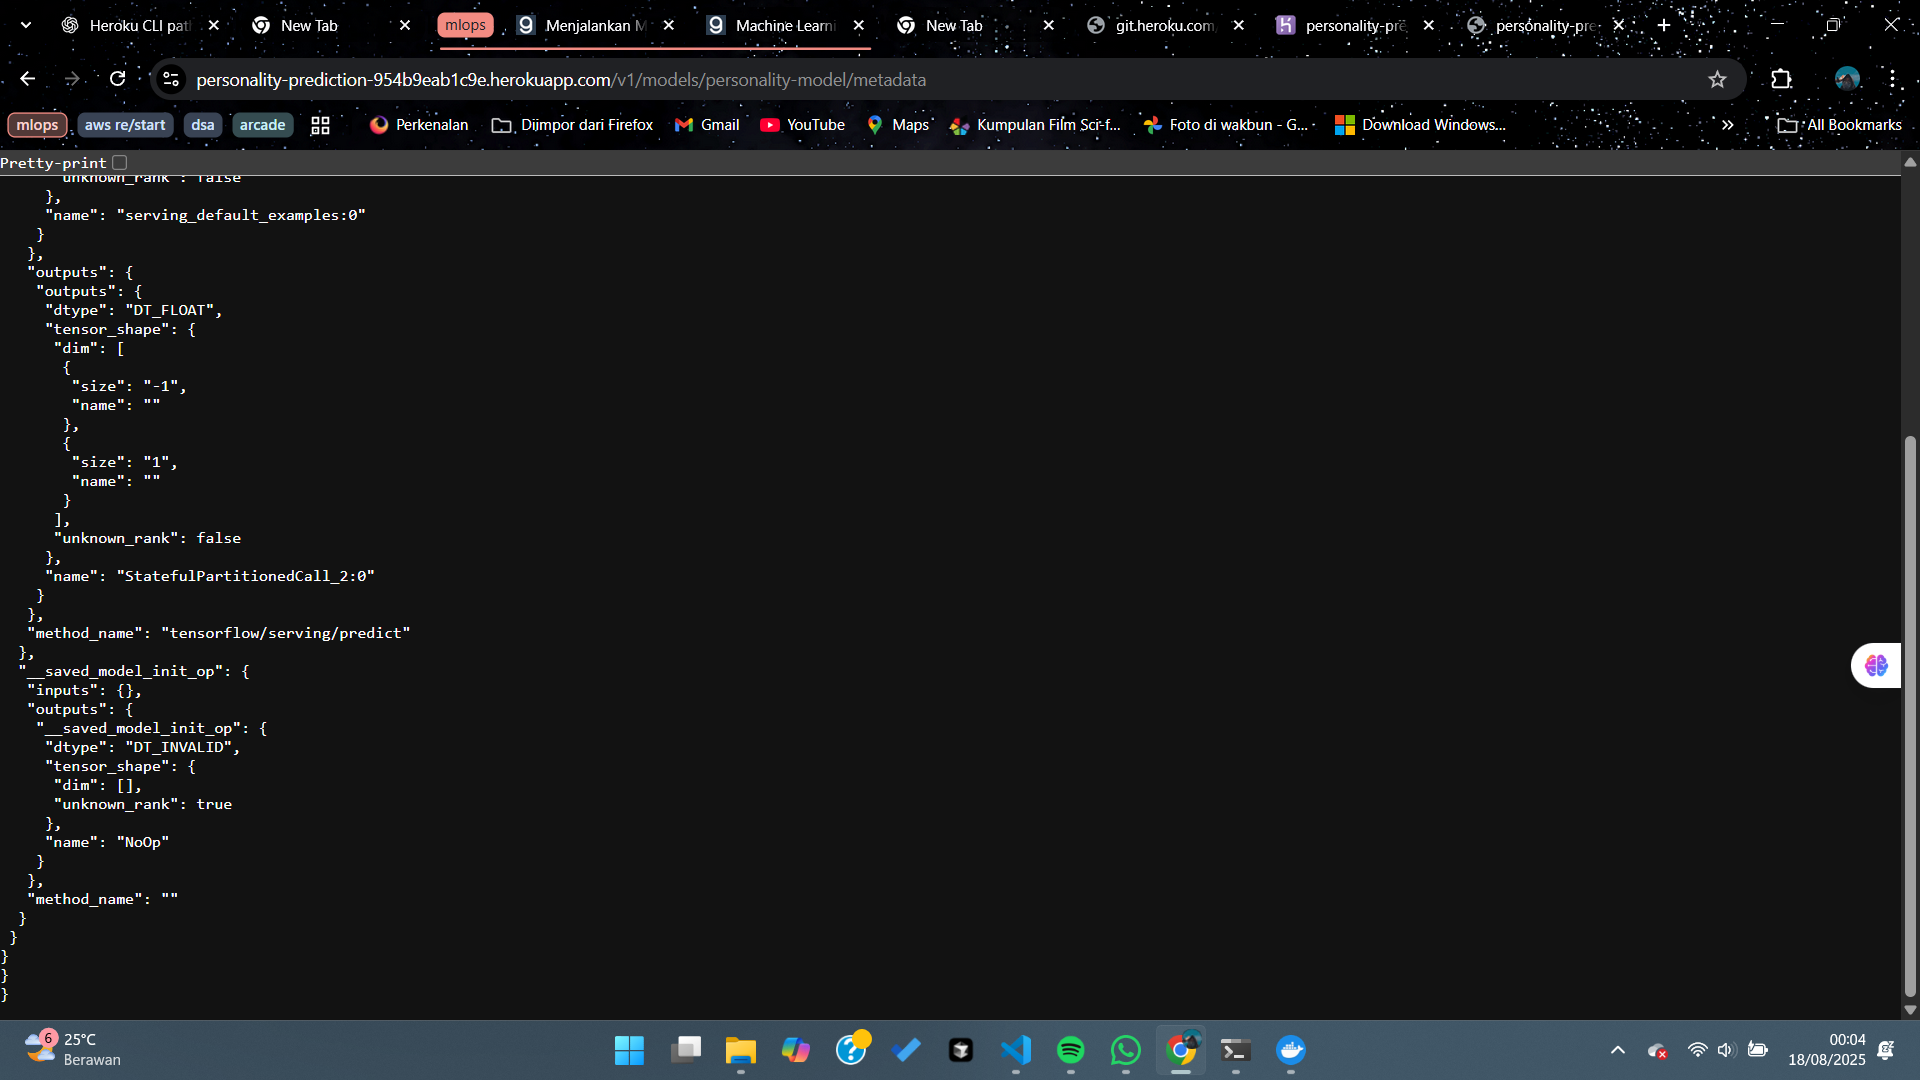 Heroku CLI pat
New Tab
mlops
Menjalankan M
Machine Learni
New Tab
git.heroku.com
personality-pre
personality-pre
personality-prediction-954b9eab1c9e.herokuapp.com/v1/models/personality-model/metadata
mlops
aws re/start
dsa
arcade
Perkenalan
Diimpor dari Firefox
Gmail
YouTube
Maps
Kumpulan Film Sci-f...
Foto di wakbun - G...
Download Windows...
»
All Bookmarks
Pretty-print
"unknown_rank": false
},
"name": "serving_default_examples:0"
}
},
"outputs": {
"outputs": {
"dtype": "DT_FLOAT",
"tensor_shape": {
"dim": [
{
"size": "-1",
"name": ""
},
{
"size": "1",
"name": ""
}
],
"unknown_rank": false
},
"name": "StatefulPartitionedCall_2:0"
}
},
"method_name": "tensorflow/serving/predict"
},
"__saved_model_init_op": {
"inputs": {},
"outputs": {
"__saved_model_init_op": {
"dtype": "DT_INVALID",
"tensor_shape": {
"dim": [],
"unknown_rank": true
},
"name": "NoOp"
}
},
"method_name": ""
}
}
}
}
}
6
25°C
Berawan
00:04
18/08/2025